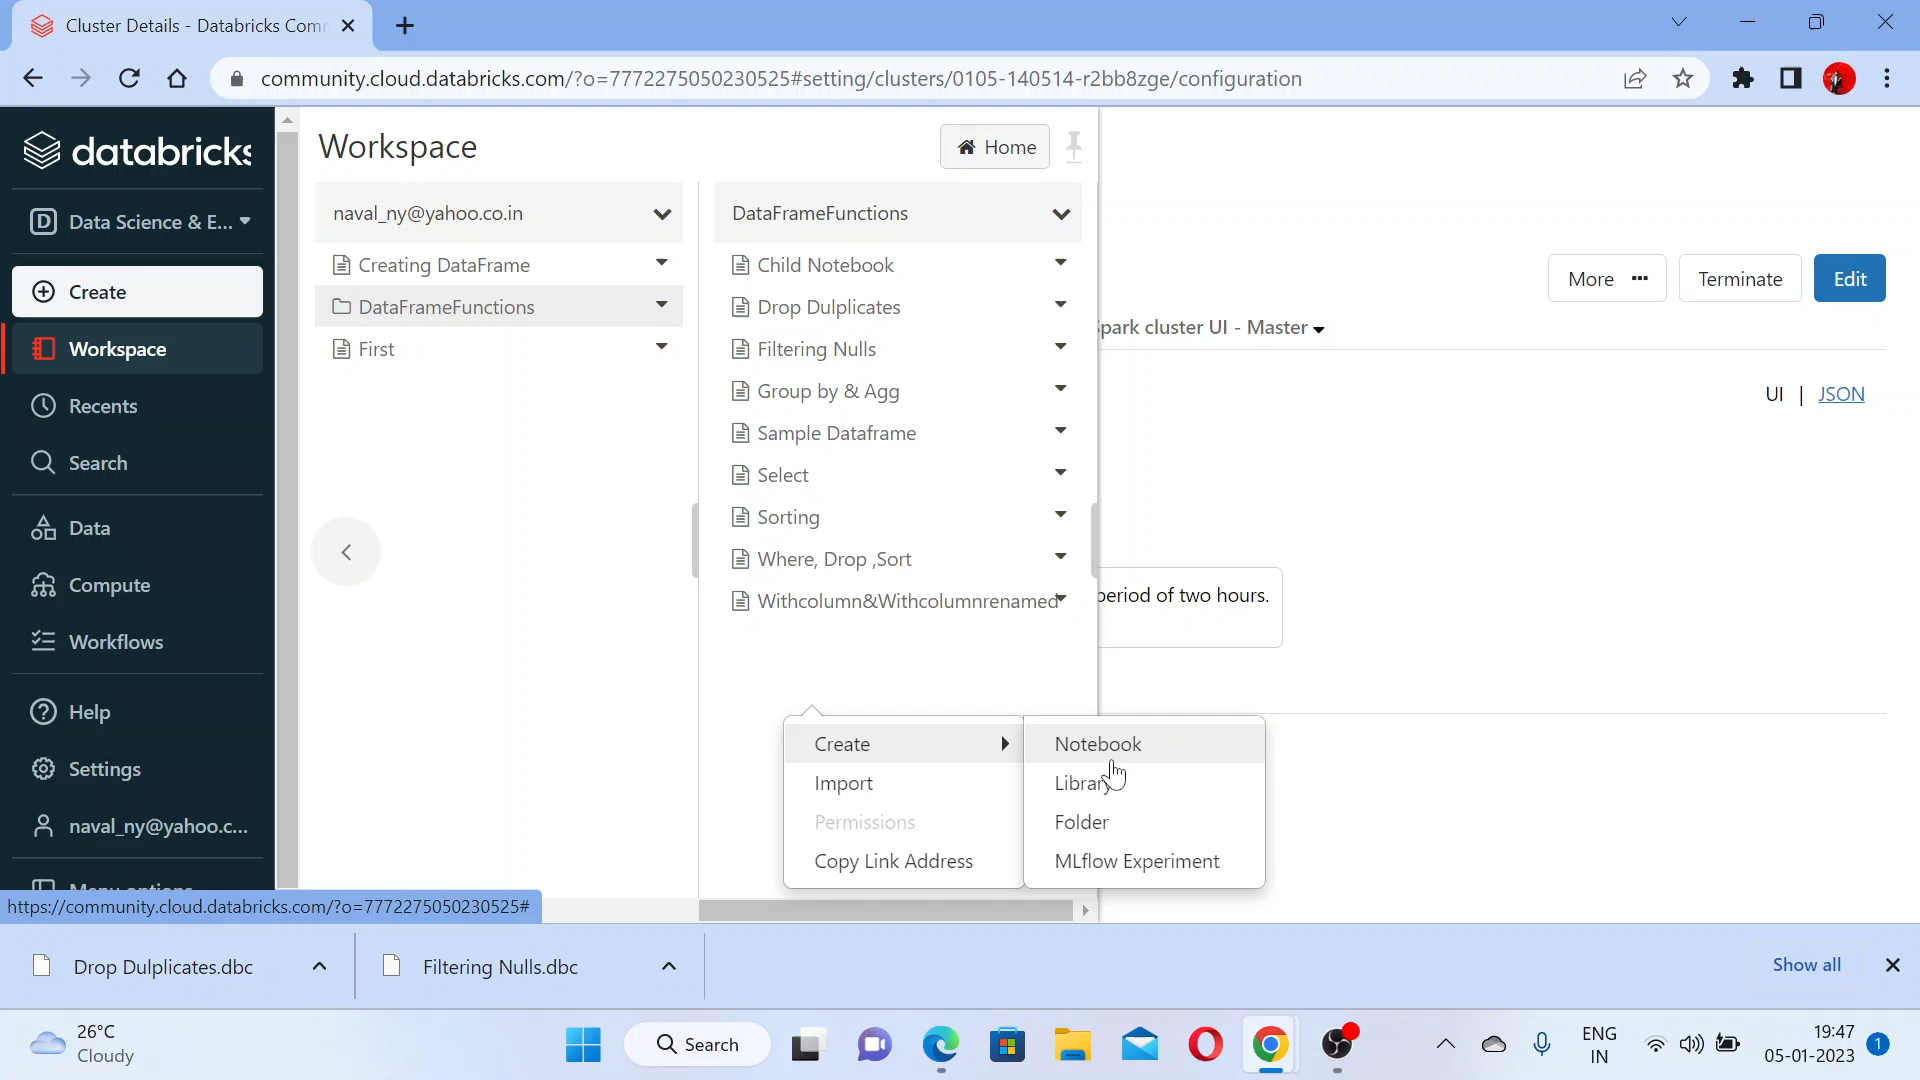 Cluster Details - Databricks Com
community.cloud.databricks.com/?o=7772275050230525#setting/clusters/0105-140514-r2bb8zge/configuration
databricks
D Data Science & E...
Create
Workspace
Recents
Search
Data
Compute
Workflows
Help
Settings
naval_ny@yahoo.c...
Menu options
https://community.cloud.databricks.com/?o=7772275050230525#
Workspace
Home
naval_ny@yahoo.co.in
Creating DataFrame
DataFrameFunctions
First
DataFrameFunctions
Child Notebook
Drop Dulplicates
Filtering Nulls
Group by & Agg
Sample Dataframe
Select
Sorting
Where, Drop ,Sort
Withcolumn&Withcolumnrenamed
Create
Import
Permissions
Copy Link Address
Notebook
Library
Folder
MLflow Experiment
More ... Terminate Edit
Spark cluster UI - Master
UI | JSON
period of two hours.
Drop Dulplicates.dbc
Filtering Nulls.dbc
Show all
26°C
Cloudy
Search
ENG
IN
19:47
05-01-2023
1